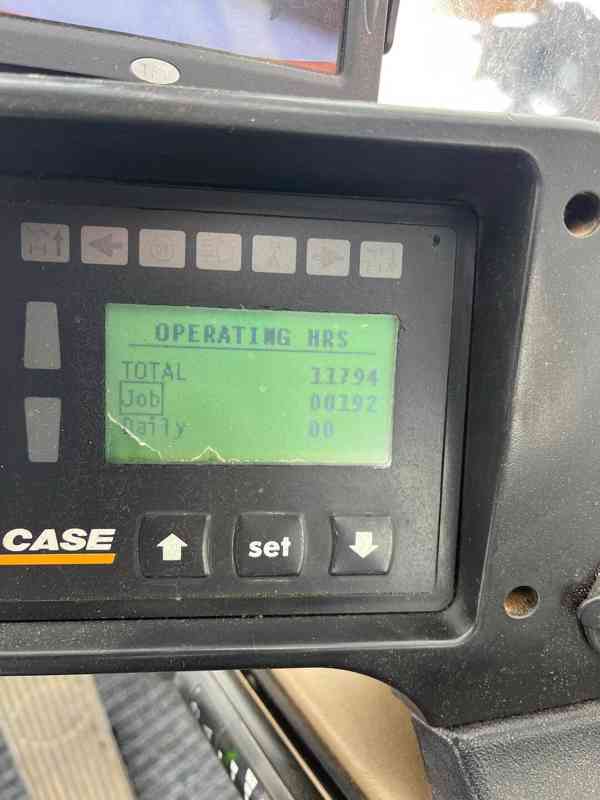 OPERATING HRS
TOTAL 11794
Job 00192
Daily 00
CASE
set